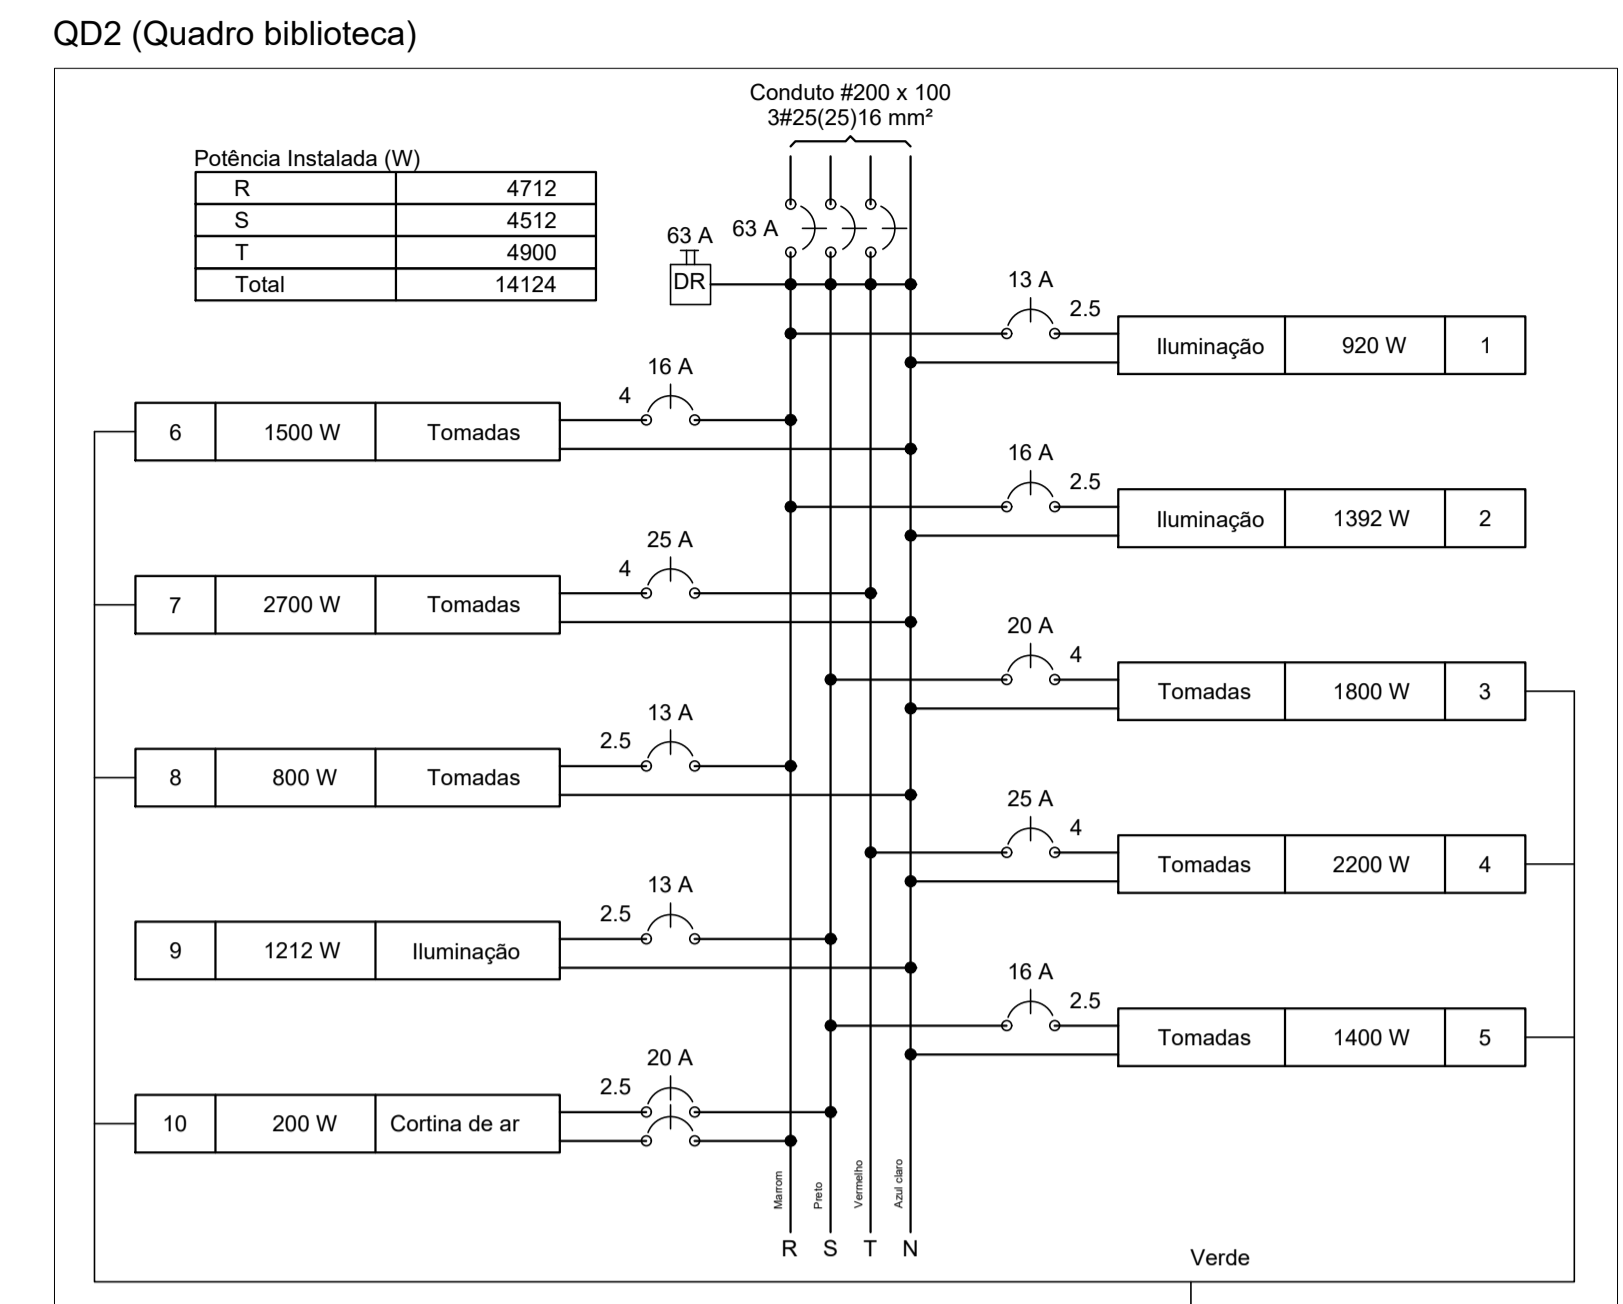 QD2 (Quadro biblioteca)
Conduto #200 x 100
3#25(25)16 mm²
Potência Instalada (W)
R 4712
S 4512
T 4900
Total 14124
63 A
63 A
DR
13 A
2.5
Iluminação 920 W 1
16 A
4
6 1500 W Tomadas
16 A
2.5
Iluminação 1392 W 2
25 A
4
7 2700 W Tomadas
20 A
4
Tomadas 1800 W 3
13 A
2.5
8 800 W Tomadas
25 A
4
Tomadas 2200 W 4
13 A
2.5
9 1212 W Iluminação
16 A
2.5
Tomadas 1400 W 5
20 A
2.5
10 200 W Cortina de ar
Marrom
Preto
Vermelho
Azul claro
R S T N
Verde